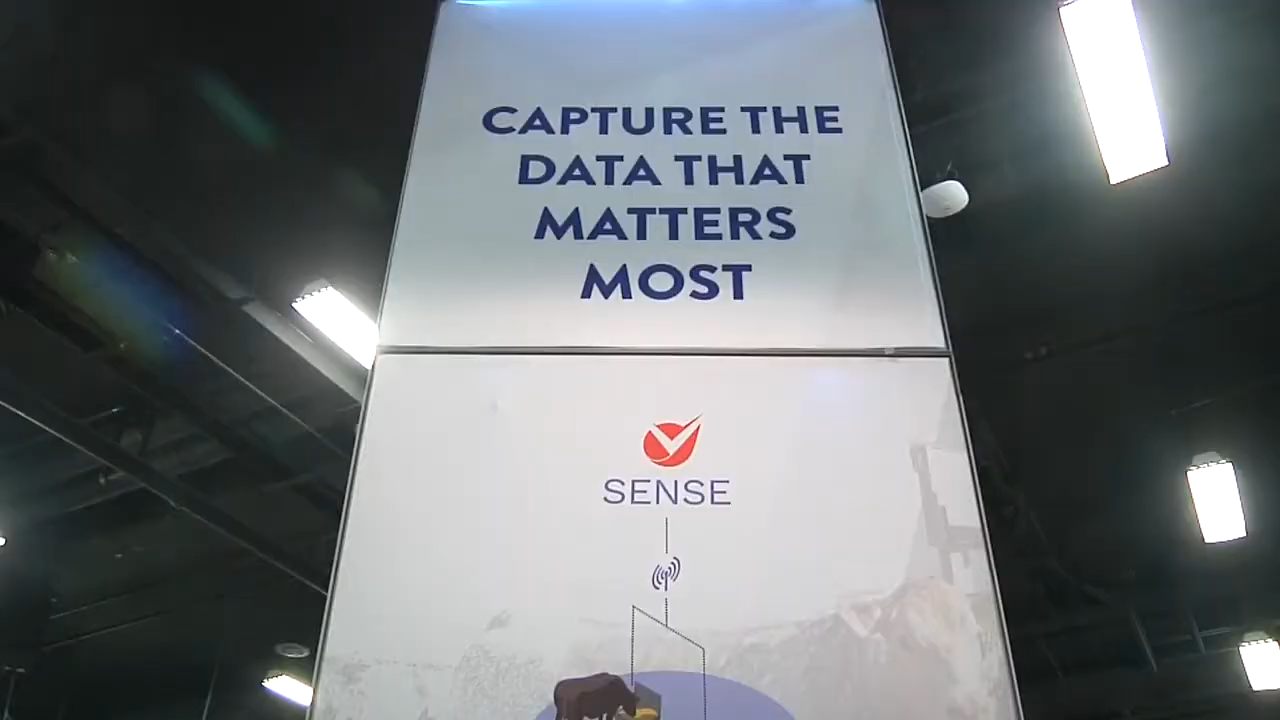 CAPTURE THE
DATA THAT
MATTERS
MOST
SENSE